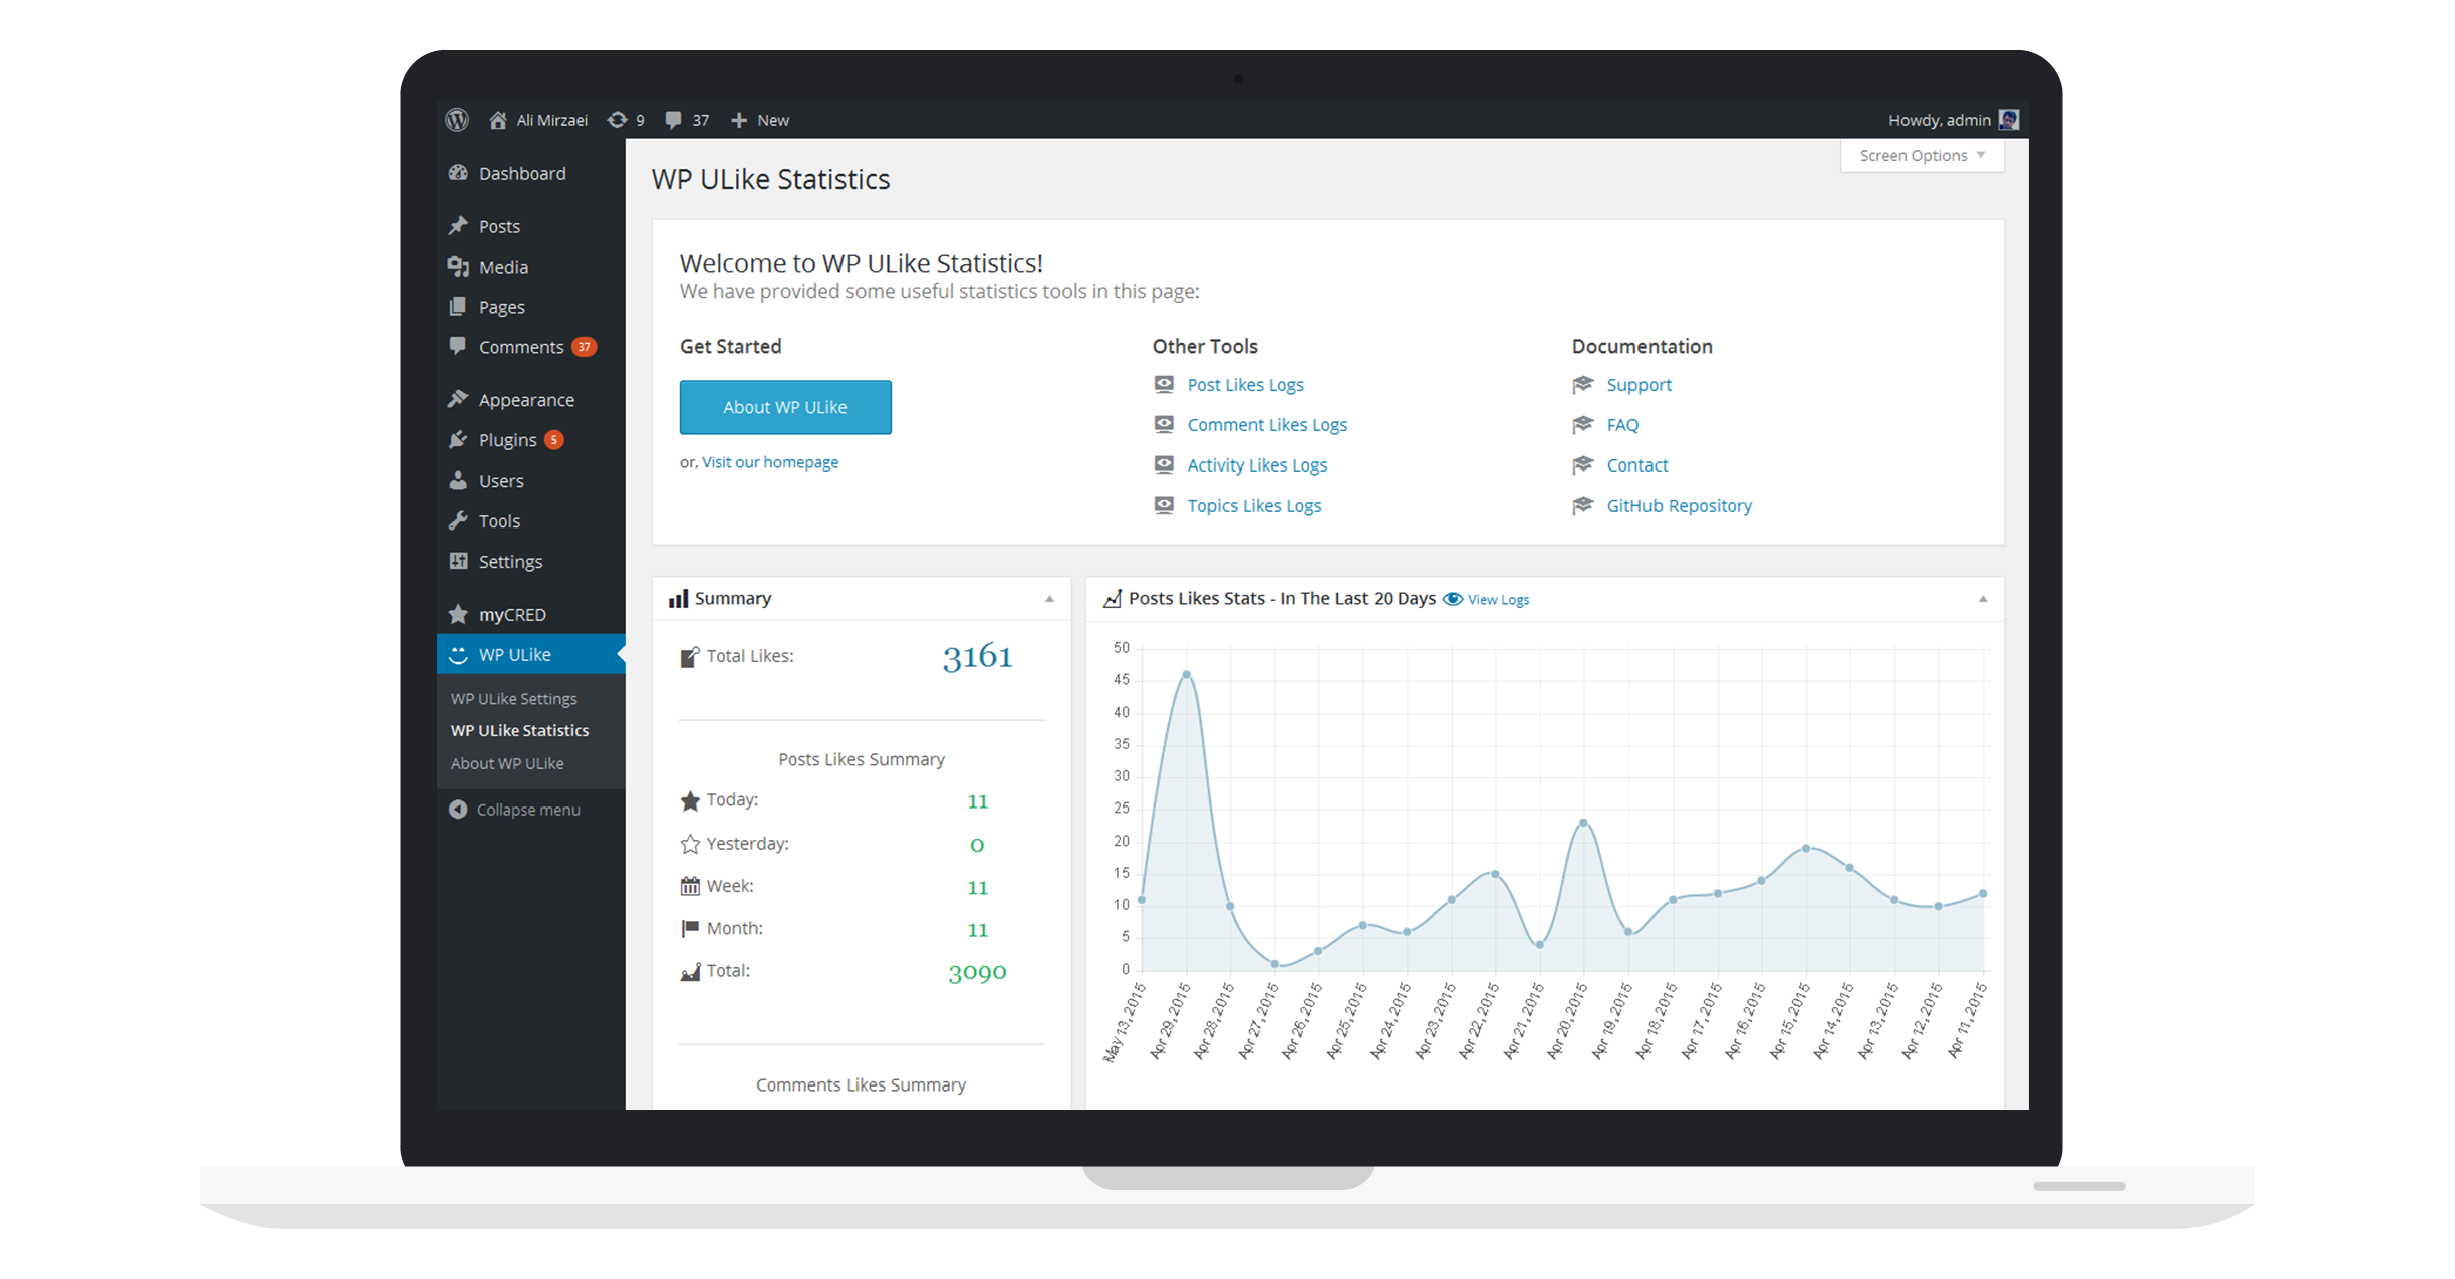 Ali Mirzaei 9 37 New Howdy, admin
Screen Options
Dashboard
Posts
Media
Pages
Comments 37
Appearance
Plugins 5
Users
Tools
Settings
myCRED
WP ULike
WP ULike Settings
WP ULike Statistics
About WP ULike
Collapse menu
WP ULike Statistics
Welcome to WP ULike Statistics!
We have provided some useful statistics tools in this page:
Get Started
About WP ULike
or, Visit our homepage
Other Tools
Post Likes Logs
Comment Likes Logs
Activity Likes Logs
Topics Likes Logs
Documentation
Support
FAQ
Contact
GitHub Repository
Summary
Total Likes: 3161
Posts Likes Summary
Today: 11
Yesterday: 0
Week: 11
Month: 11
Total: 3090
Comments Likes Summary
Posts Likes Stats - In The Last 20 Days View Logs
50
45
40
35
30
25
20
15
10
5
0
May 13, 2015
Apr 29, 2015
Apr 28, 2015
Apr 27, 2015
Apr 26, 2015
Apr 25, 2015
Apr 24, 2015
Apr 23, 2015
Apr 22, 2015
Apr 21, 2015
Apr 20, 2015
Apr 19, 2015
Apr 18, 2015
Apr 17, 2015
Apr 16, 2015
Apr 15, 2015
Apr 14, 2015
Apr 13, 2015
Apr 12, 2015
Apr 11, 2015